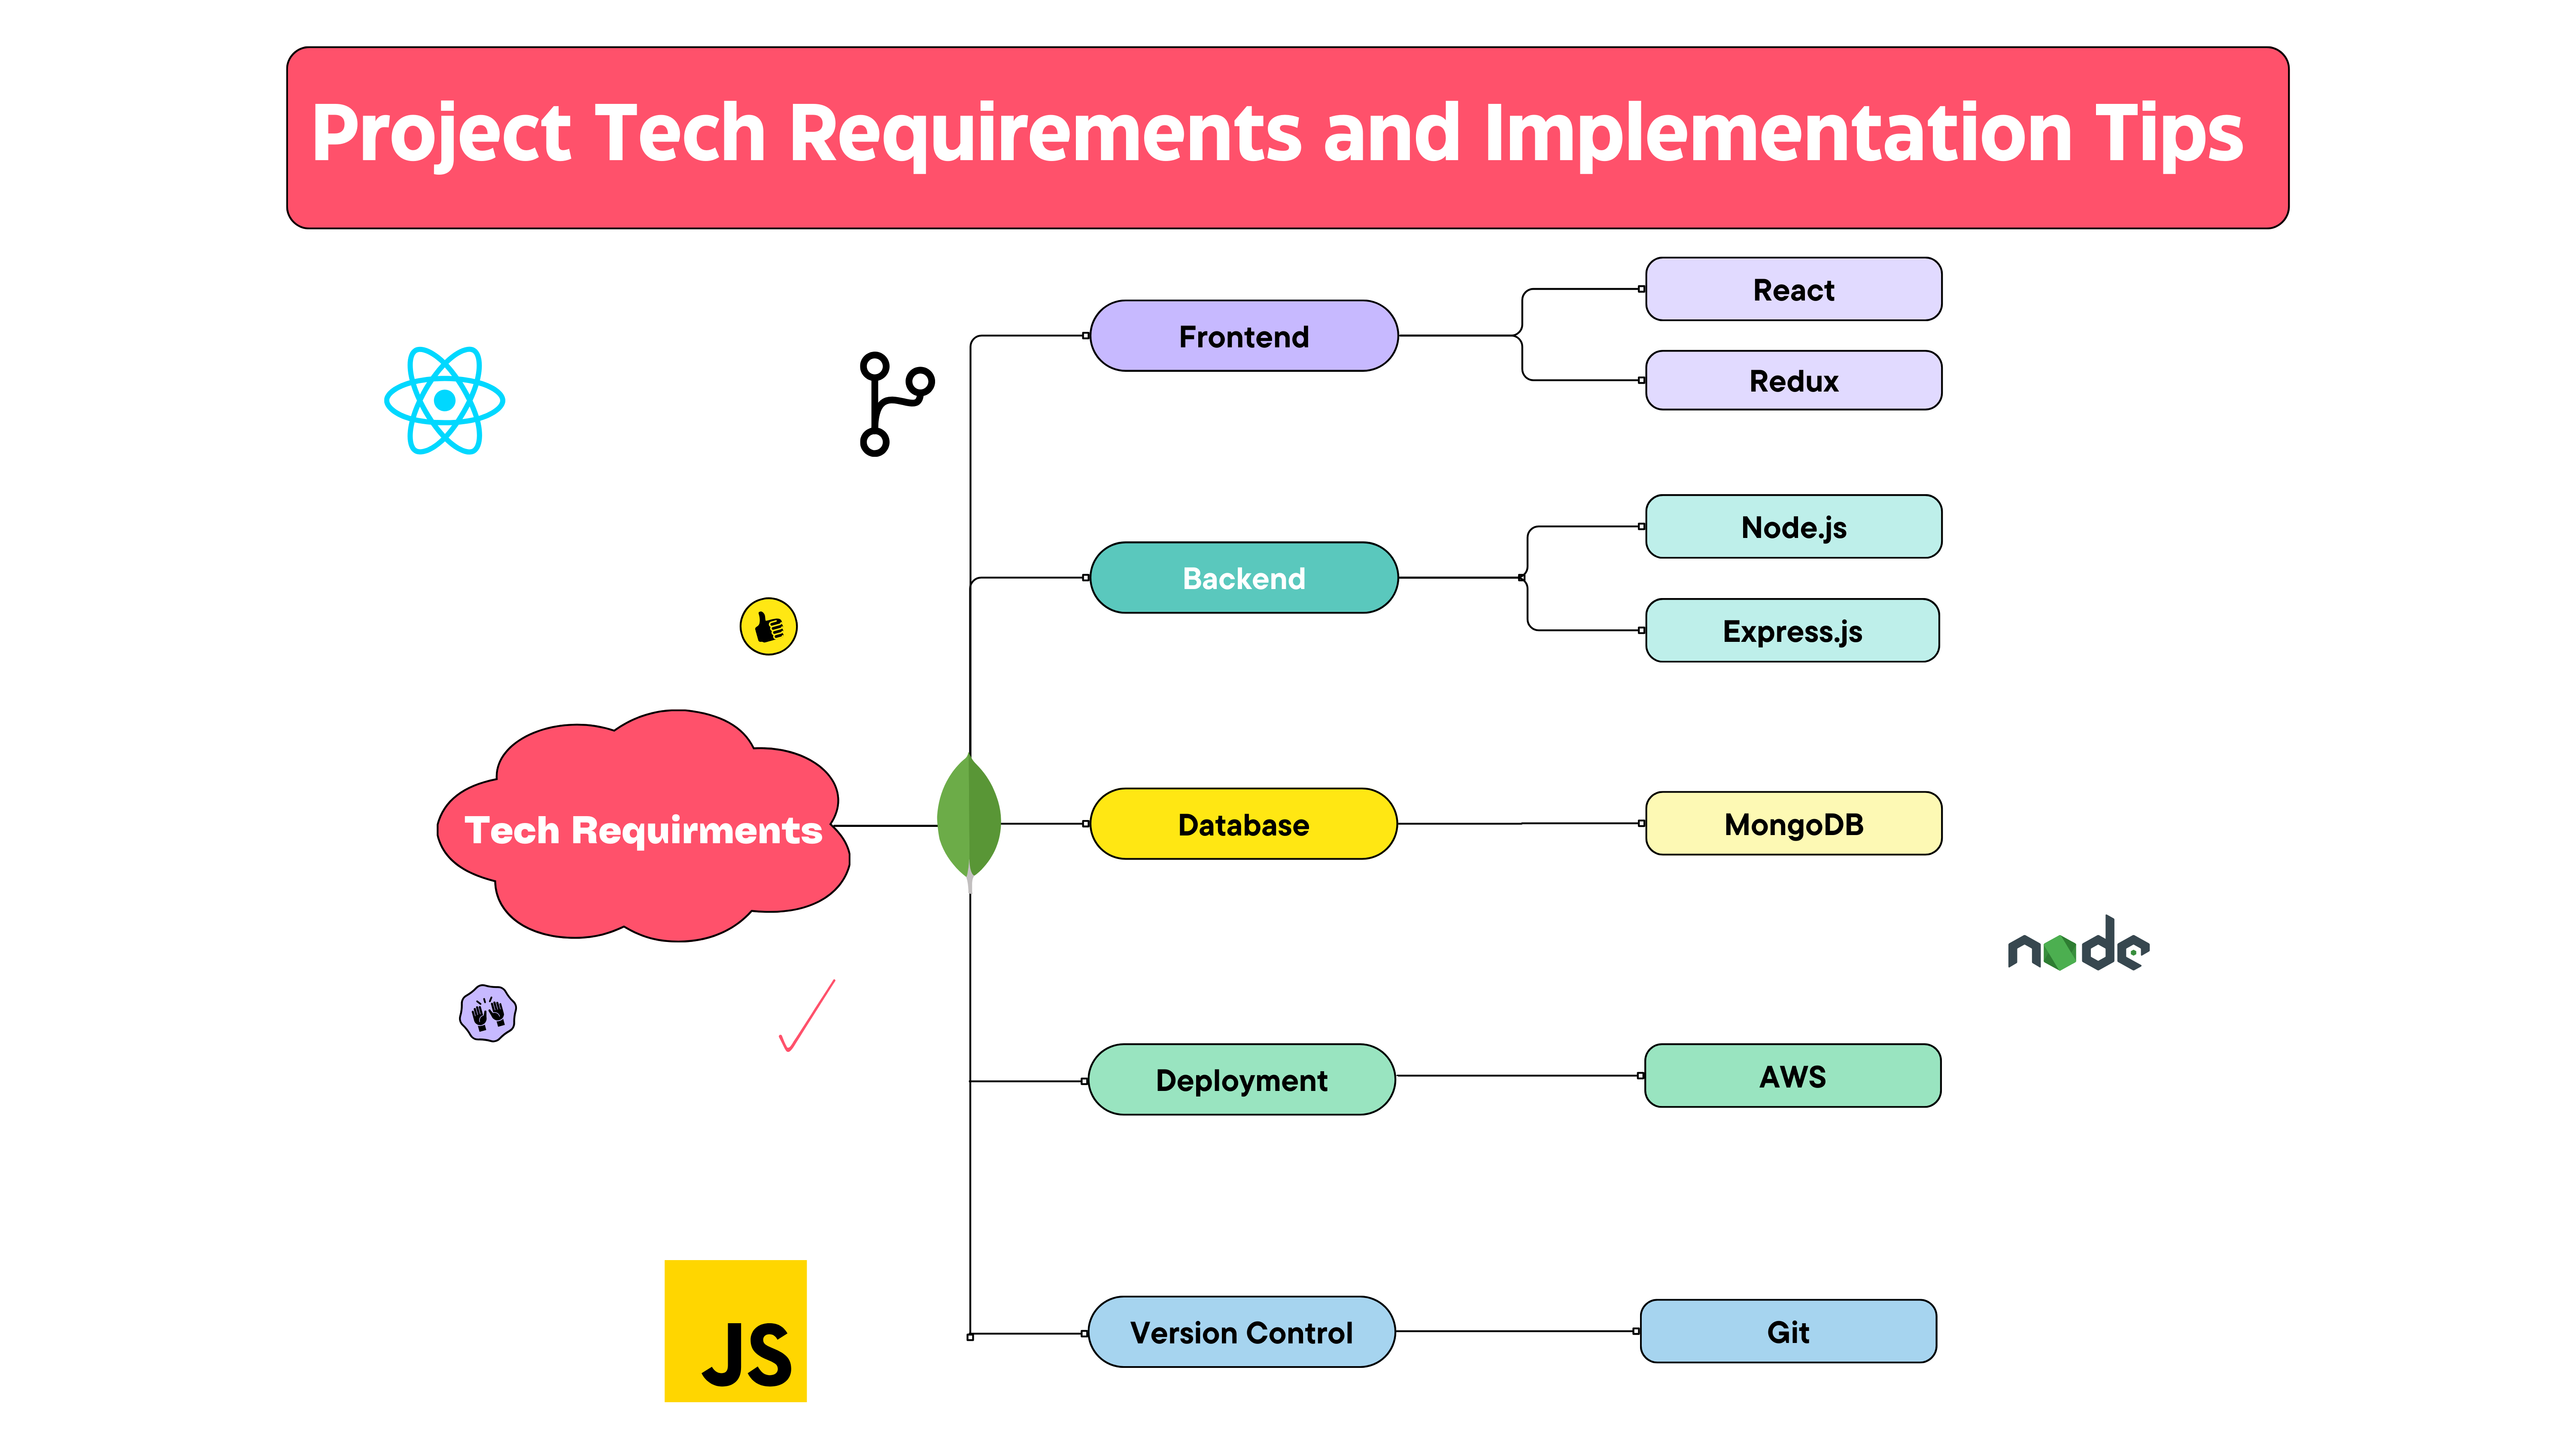 Project Tech Requirements and Implementation Tips
Frontend
React
Redux
Backend
Node.js
Express.js
Tech Requirments
Database
MongoDB
node
Deployment
AWS
JS
Version Control
Git